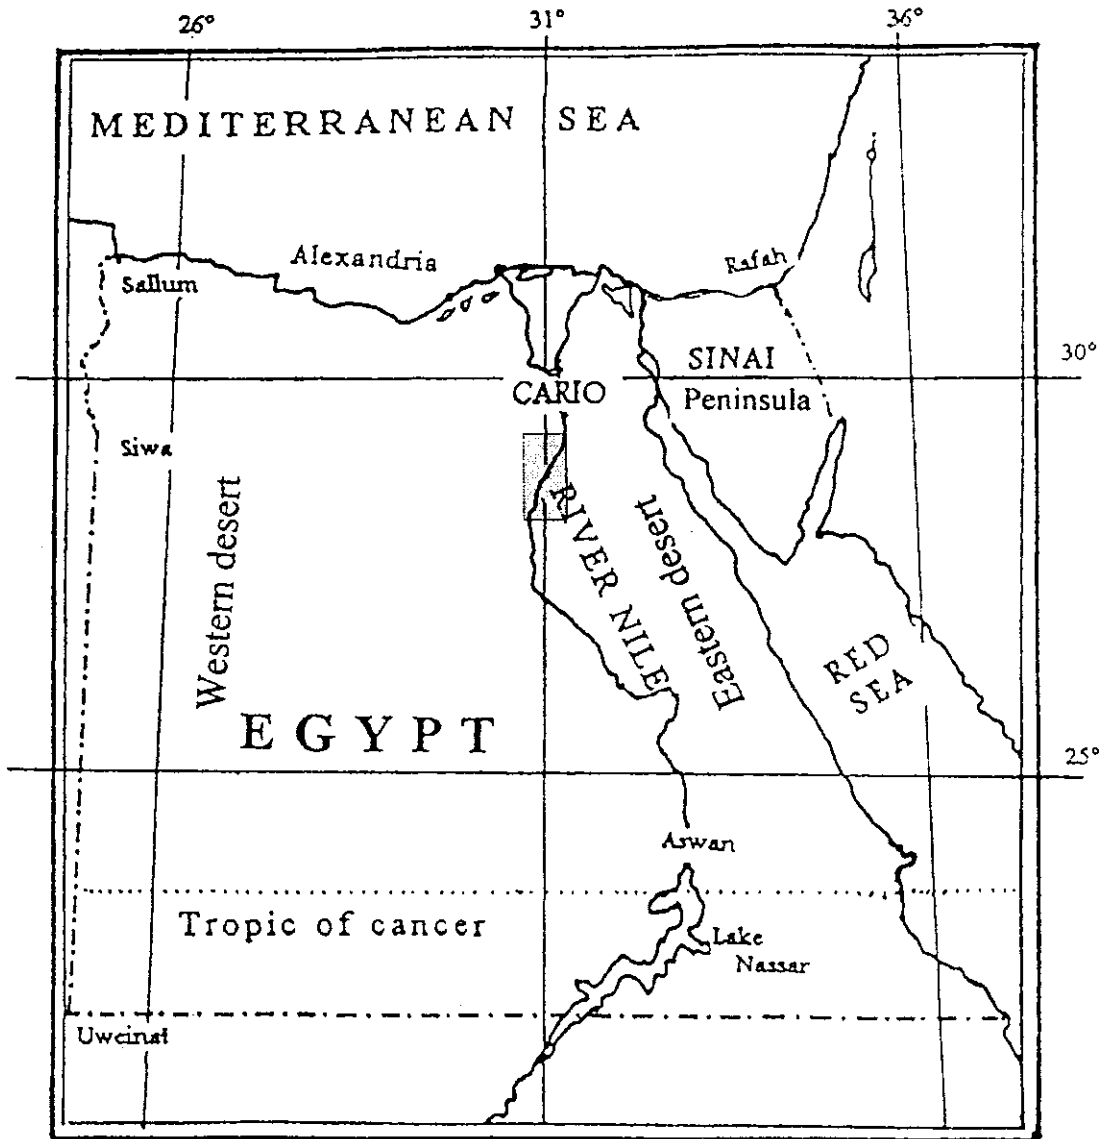 26° 31° 36°
MEDITERRANEAN SEA
Alexandria
Rafah
Sallum
30°
SINAI
Peninsula
CARIO
Siwa
Western desert
RIVER NILE
Eastern desert
RED
SEA
EGYPT
25°
Aswan
Tropic of cancer
Lake
Nassar
Uweinat